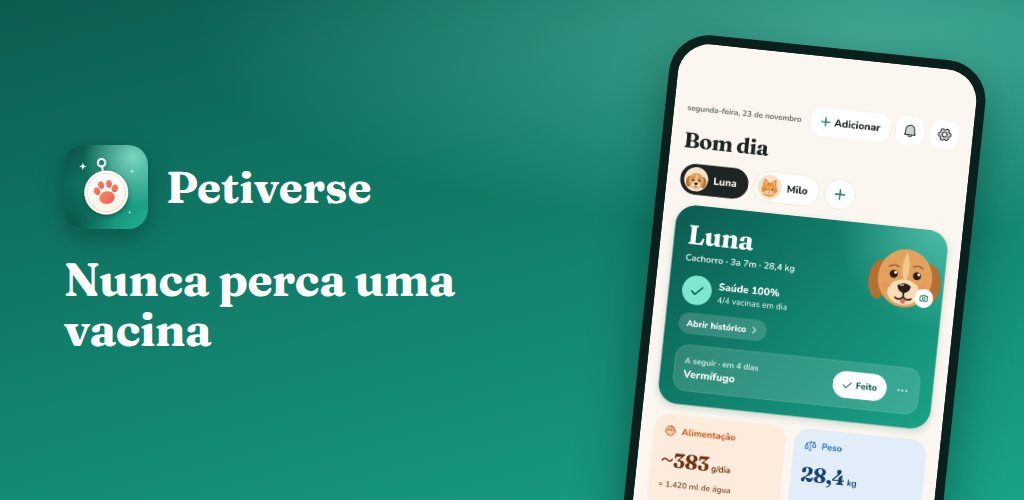 Petiverse
Nunca perca uma
vacina
segunda-feira, 23 de novembro
Adicionar
Bom dia
Luna
Milo
Luna
Cachorro · 3a 7m · 28,4 kg
Saúde 100%
4/4 vacinas em dia
Abrir histórico
A seguir · em 4 dias
Vermífugo
Feito
Alimentação
~383 g/dia
≈ 1.420 ml de água
Peso
28,4 kg